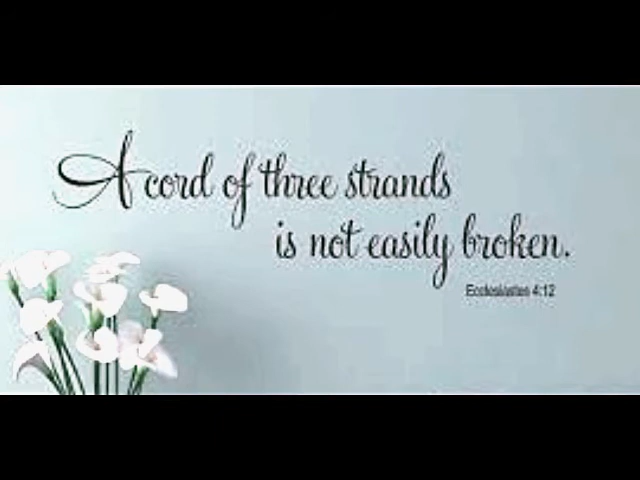 A cord of three strands
is not easily broken.
Ecclesiastes 4:12